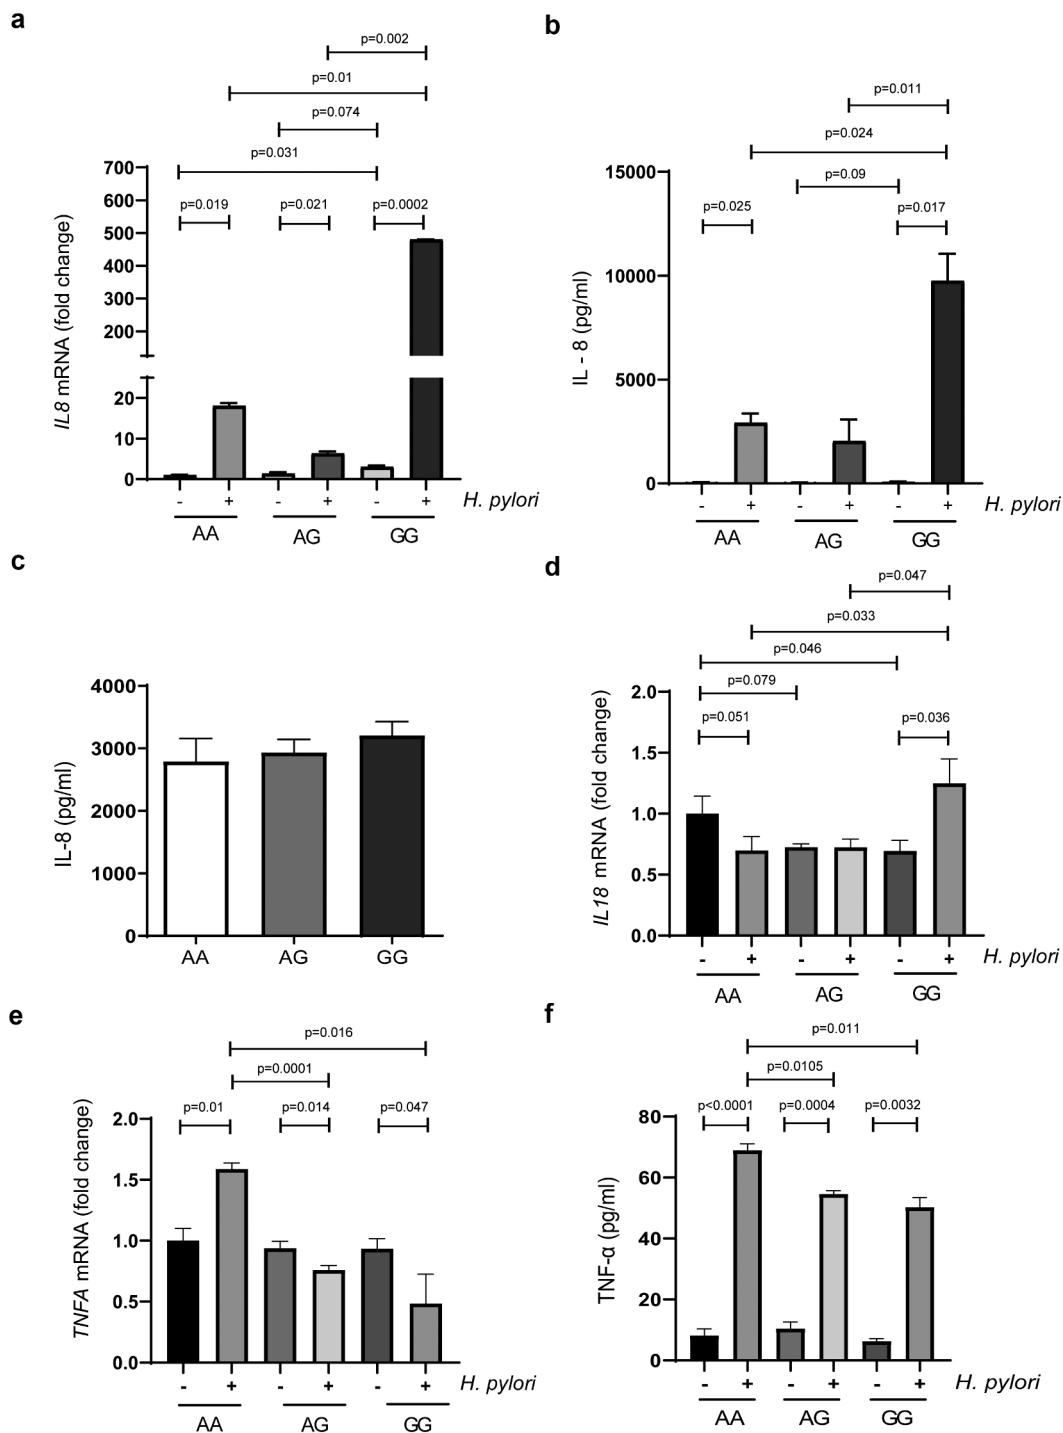 a
p=0.002
p=0.01
p=0.074
p=0.031
p=0.019
p=0.021
p=0.0002
IL8 mRNA (fold change)
700
600
500
400
300
200
20
10
0
- + - + - + H. pylori
AA AG GG
b
p=0.011
p=0.024
p=0.09
p=0.025
p=0.017
IL - 8 (pg/ml)
15000
10000
5000
0
- + - + - + H. pylori
AA AG GG
c
IL-8 (pg/ml)
4000
3000
2000
1000
0
AA AG GG
d
p=0.047
p=0.033
p=0.046
p=0.079
p=0.051
p=0.036
IL18 mRNA (fold change)
2.0
1.5
1.0
0.5
0.0
- + - + - + H. pylori
AA AG GG
e
p=0.016
p=0.0001
p=0.01
p=0.014
p=0.047
TNFA mRNA (fold change)
2.0
1.5
1.0
0.5
0.0
- + - + - + H. pylori
AA AG GG
f
p=0.011
p=0.0105
p<0.0001
p=0.0004
p=0.0032
TNF-α (pg/ml)
80
60
40
20
0
- + - + - + H. pylori
AA AG GG